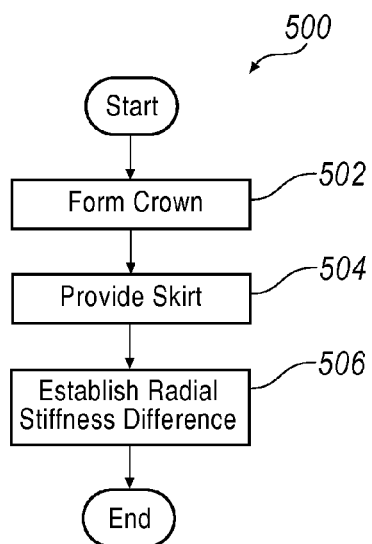 500
Start
502
Form Crown
504
Provide Skirt
506
Establish Radial
Stiffness Difference
End